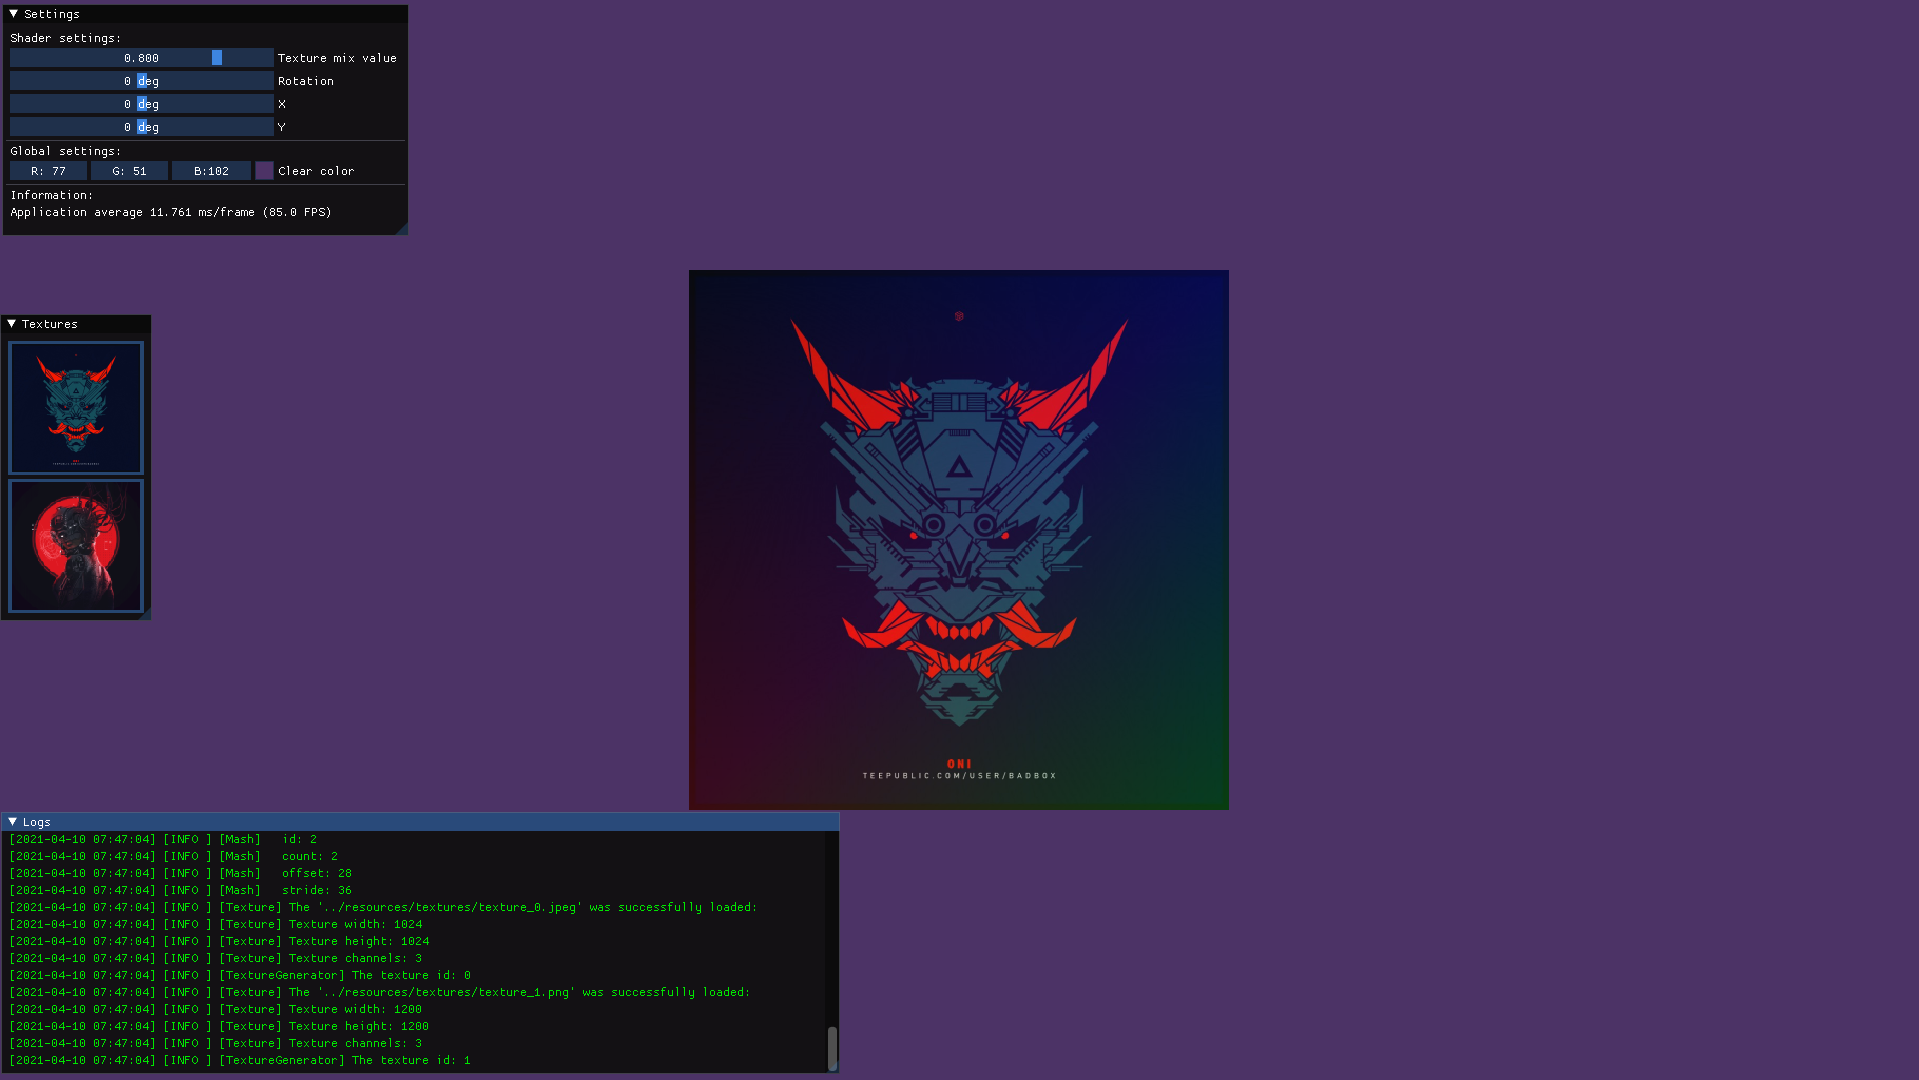 Settings
Shader settings:
0.800 Texture mix value
0 deg Rotation
0 deg X
0 deg Y
Global settings:
R: 77 G: 51 B:102 Clear color
Information:
Application average 11.761 ms/frame (85.0 FPS)
Textures
ONI
TEEPUBLIC.COM/USER/BADBOX
Logs
[2021-04-10 07:47:04] [INFO ] [Mash]   id: 2
[2021-04-10 07:47:04] [INFO ] [Mash]   count: 2
[2021-04-10 07:47:04] [INFO ] [Mash]   offset: 28
[2021-04-10 07:47:04] [INFO ] [Mash]   stride: 36
[2021-04-10 07:47:04] [INFO ] [Texture] The '../resources/textures/texture_0.jpeg' was successfully loaded:
[2021-04-10 07:47:04] [INFO ] [Texture] Texture width: 1024
[2021-04-10 07:47:04] [INFO ] [Texture] Texture height: 1024
[2021-04-10 07:47:04] [INFO ] [Texture] Texture channels: 3
[2021-04-10 07:47:04] [INFO ] [TextureGenerator] The texture id: 0
[2021-04-10 07:47:04] [INFO ] [Texture] The '../resources/textures/texture_1.png' was successfully loaded:
[2021-04-10 07:47:04] [INFO ] [Texture] Texture width: 1200
[2021-04-10 07:47:04] [INFO ] [Texture] Texture height: 1200
[2021-04-10 07:47:04] [INFO ] [Texture] Texture channels: 3
[2021-04-10 07:47:04] [INFO ] [TextureGenerator] The texture id: 1